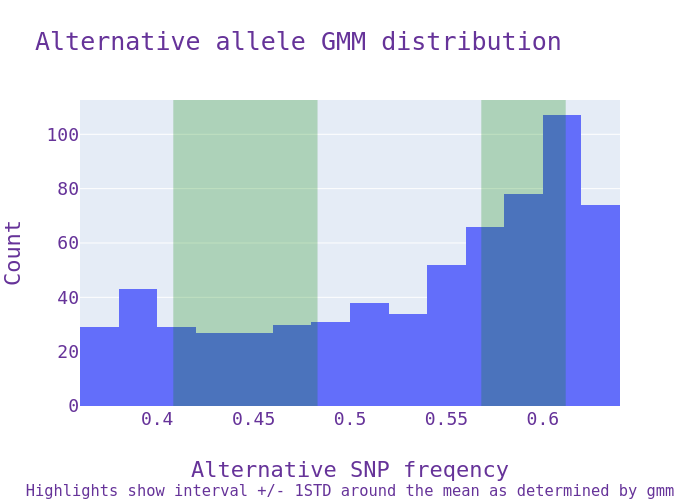 Alternative allele GMM distribution
Count
100
80
60
40
20
0
0.4 0.45 0.5 0.55 0.6
Alternative SNP freqency
Highlights show interval +/- 1STD around the mean as determined by gmm